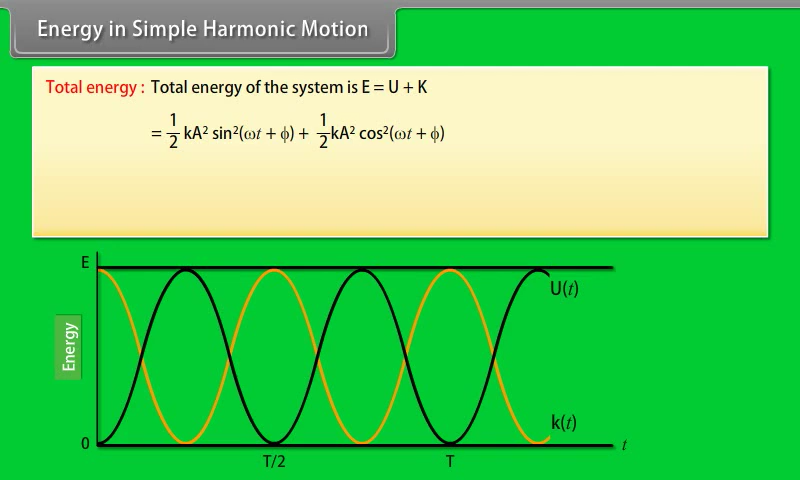 Energy in Simple Harmonic Motion
Total energy : Total energy of the system is E = U + K
= 1/2 kA² sin²(ωt + ϕ) + 1/2 kA² cos²(ωt + ϕ)
E
U(t)
Energy
k(t)
0
t
T/2
T